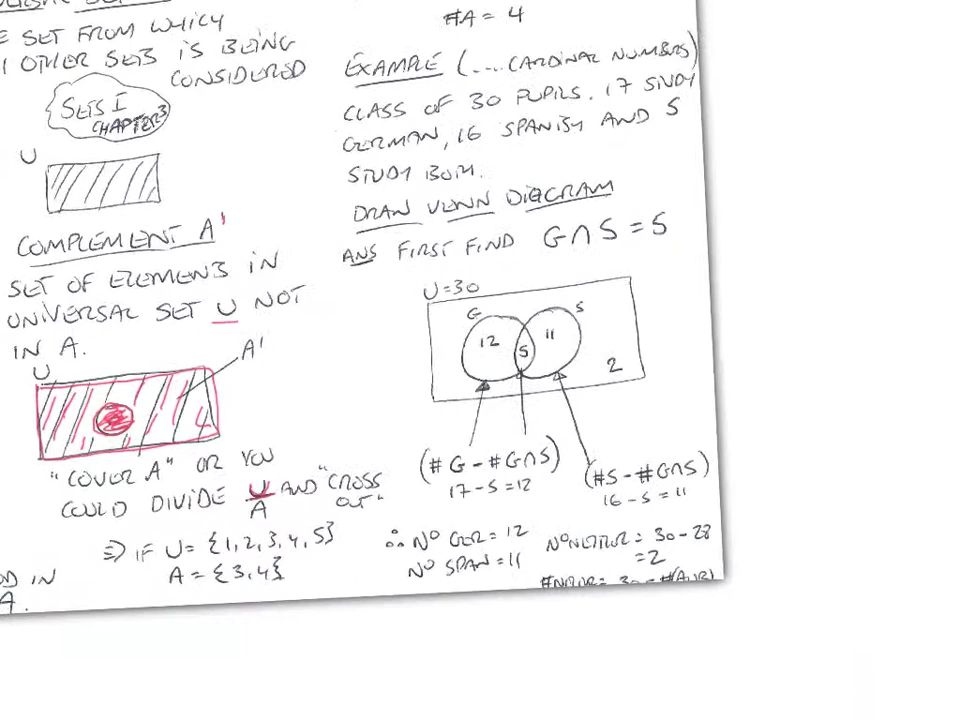 E SET FROM WHICH
OTHER SETS IS BEING
CONSIDERED
SETS I
CHAPTER 3
U
COMPLEMENT A'
SET OF ELEMENTS IN
UNIVERSAL SET U NOT
IN A.
U
A'
"COVER A" OR YOU
COULD DIVIDE U/A AND "CROSS
OUT"
⇒ IF U = {1, 2, 3, 4, 5}
A = {3, 4}
IN
A.
#A = 4
EXAMPLE (... CARDINAL NUMBERS)
CLASS OF 30 PUPILS. 17 STUDY
GERMAN, 16 SPANISH AND 5
STUDY BOTH.
DRAW VENN DIAGRAM
ANS FIRST FIND G∩S = 5
U=30
G
S
12
5
11
2
(#G - #G∩S)
17-5=12
(#S - #G∩S)
16-5=11
∴ NO GER = 12
NO SPAN = 11
NO NEITHER = 30-28
=2